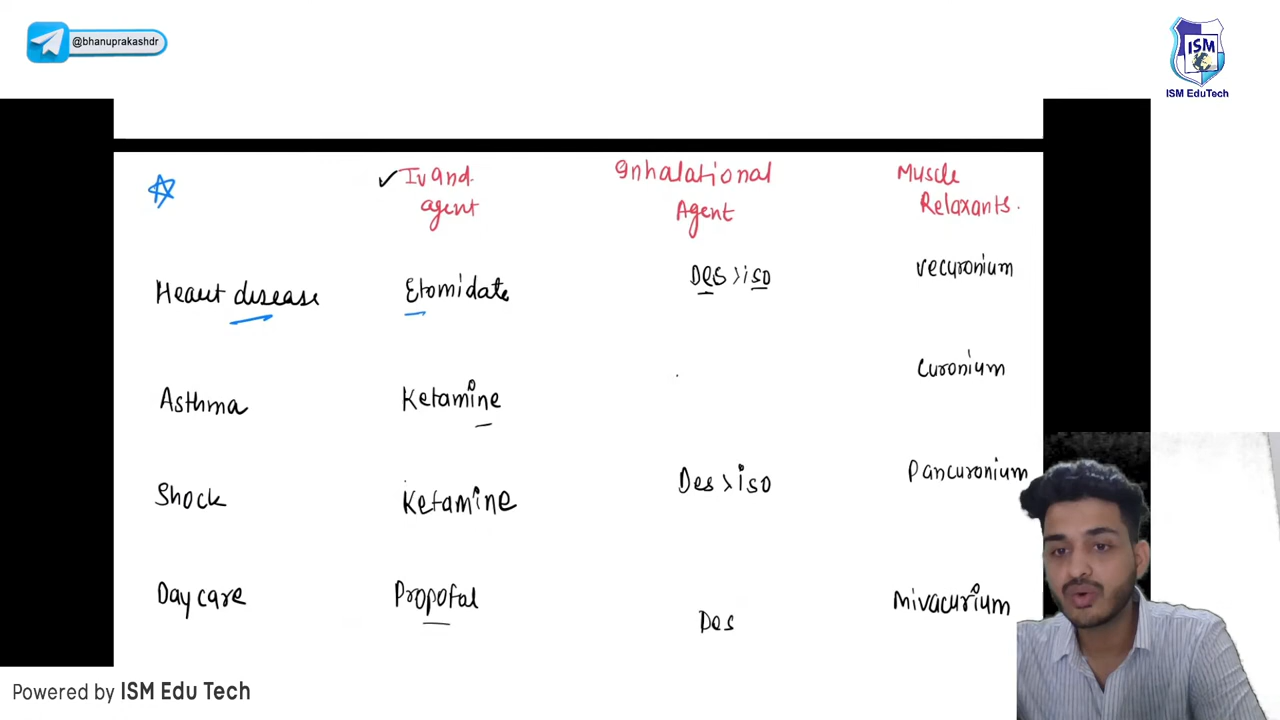 @bhanuprakashdr
ISM
ISM EduTech
Iv and. agent
Inhalational Agent
Muscle Relaxants.
Heart disease Etomidate Des > iso vecuronium
Asthma Ketamine curonium
Shock Ketamine Des > iso Pancuronium
Day care Propofal Des Mivacurium
Powered by ISM Edu Tech